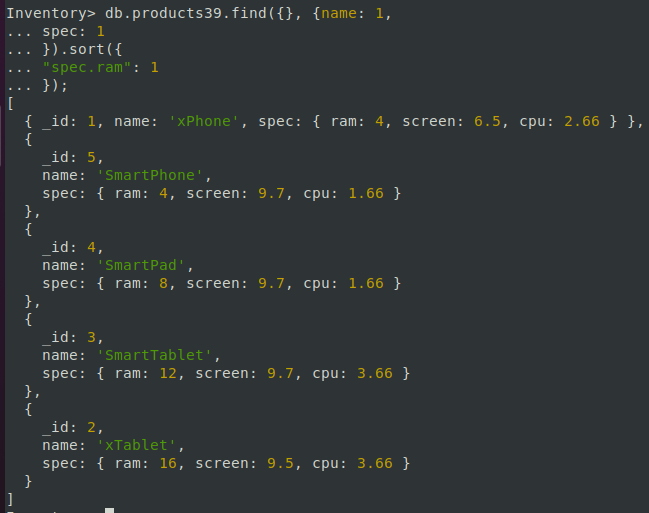 Inventory> db.products39.find({}, {name: 1,
... spec: 1
... }).sort({
... "spec.ram": 1
... });
[
  { _id: 1, name: 'xPhone', spec: { ram: 4, screen: 6.5, cpu: 2.66 } },
  {
    _id: 5,
    name: 'SmartPhone',
    spec: { ram: 4, screen: 9.7, cpu: 1.66 }
  },
  {
    _id: 4,
    name: 'SmartPad',
    spec: { ram: 8, screen: 9.7, cpu: 1.66 }
  },
  {
    _id: 3,
    name: 'SmartTablet',
    spec: { ram: 12, screen: 9.7, cpu: 3.66 }
  },
  {
    _id: 2,
    name: 'xTablet',
    spec: { ram: 16, screen: 9.5, cpu: 3.66 }
  }
]